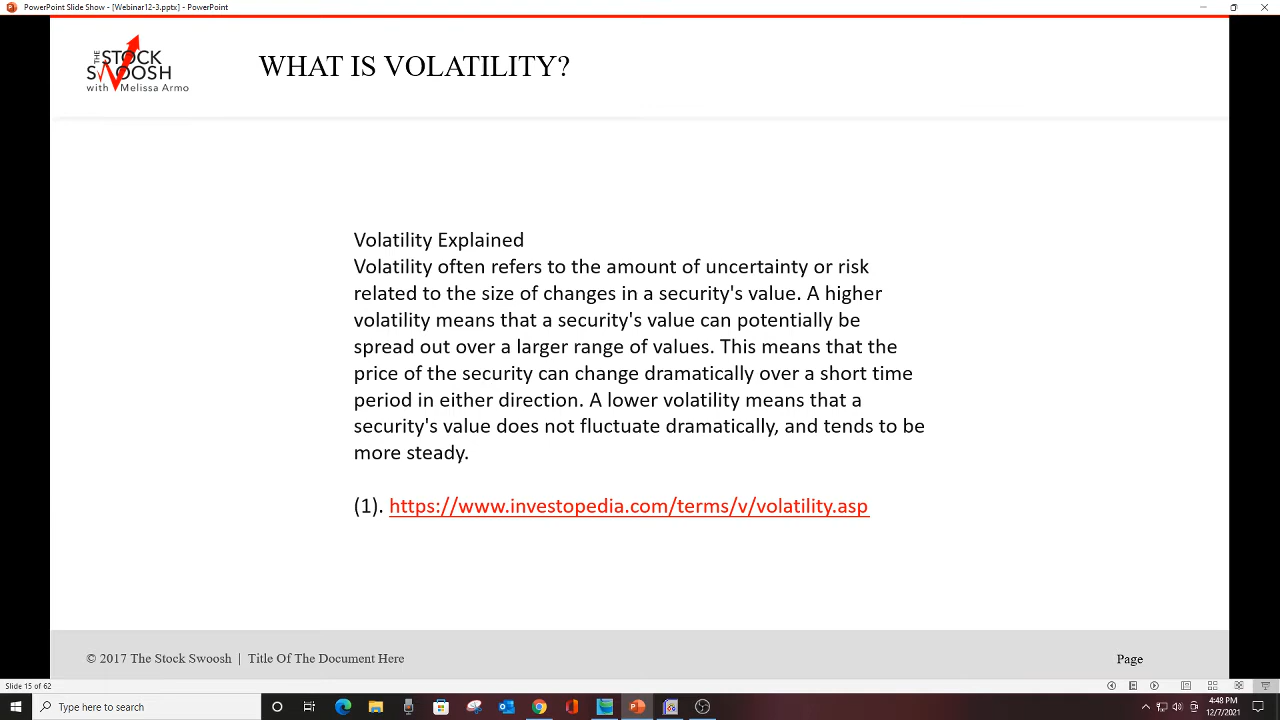 PowerPoint Slide Show - [Webinar12-3.pptx] - PowerPoint
THE
STOCK
SWOOSH
with Melissa Armo
WHAT IS VOLATILITY?
Volatility Explained
Volatility often refers to the amount of uncertainty or risk
related to the size of changes in a security's value. A higher
volatility means that a security's value can potentially be
spread out over a larger range of values. This means that the
price of the security can change dramatically over a short time
period in either direction. A lower volatility means that a
security's value does not fluctuate dramatically, and tends to be
more steady.
(1). https://www.investopedia.com/terms/v/volatility.asp
© 2017 The Stock Swoosh | Title Of The Document Here
Page
Slide 15 of 62
Type here to search
4:48 PM
12/7/2021